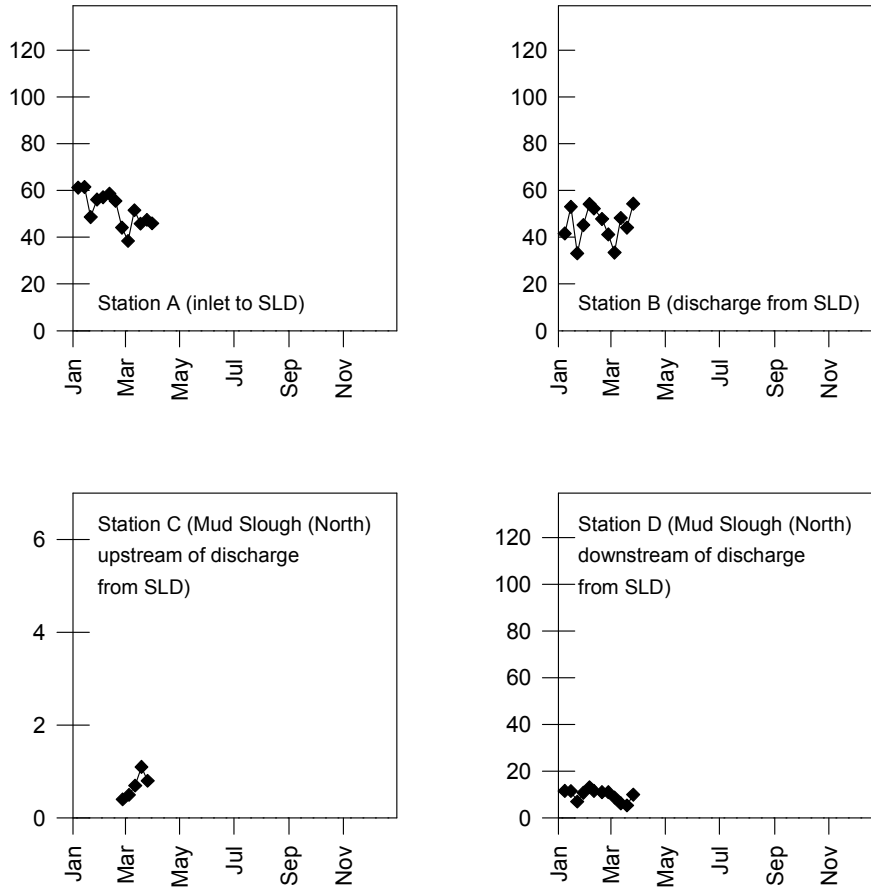 120
100
80
60
40
20
0
Station A (inlet to SLD)
Jan
Mar
May
Jul
Sep
Nov
120
100
80
60
40
20
0
Station B (discharge from SLD)
Jan
Mar
May
Jul
Sep
Nov
6
4
2
0
Station C (Mud Slough (North)
upstream of discharge
from SLD)
Jan
Mar
May
Jul
Sep
Nov
120
100
80
60
40
20
0
Station D (Mud Slough (North)
downstream of discharge
from SLD)
Jan
Mar
May
Jul
Sep
Nov